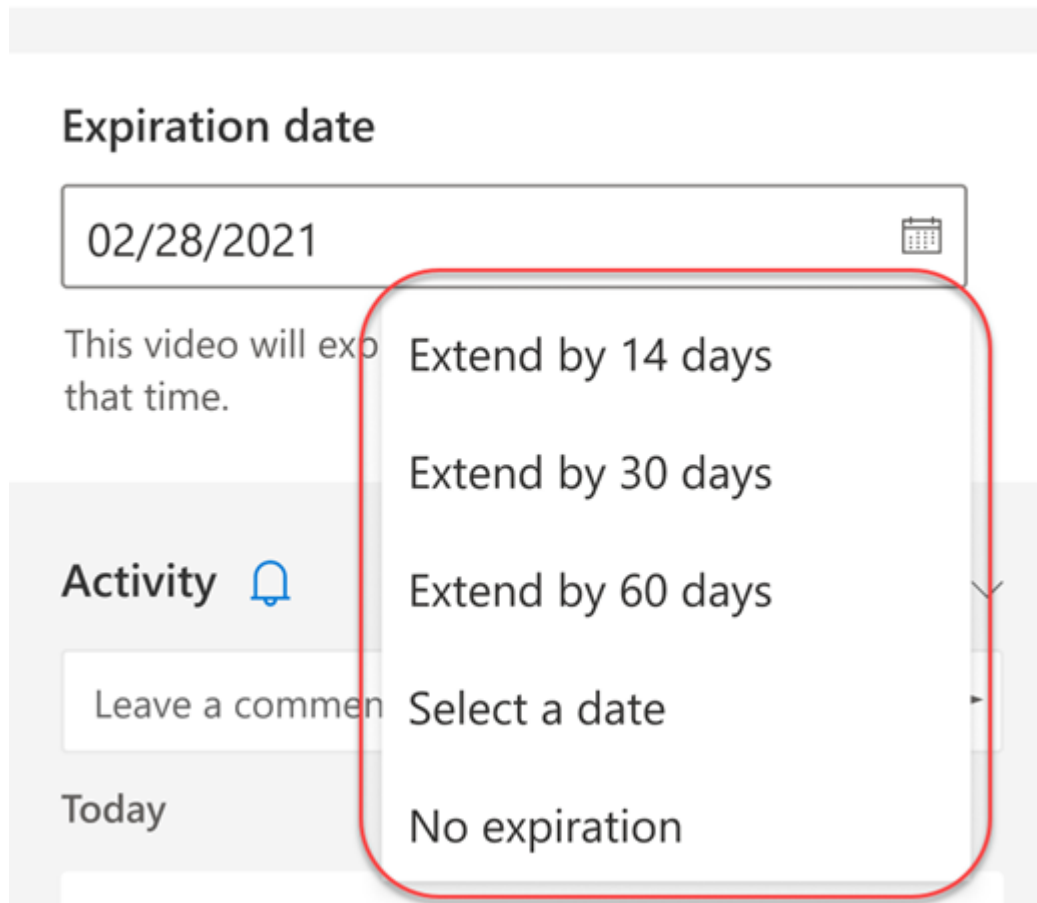 Expiration date
02/28/2021
This video will exp
that time.
Extend by 14 days
Extend by 30 days
Extend by 60 days
Select a date
No expiration
Activity
Leave a commen
Today